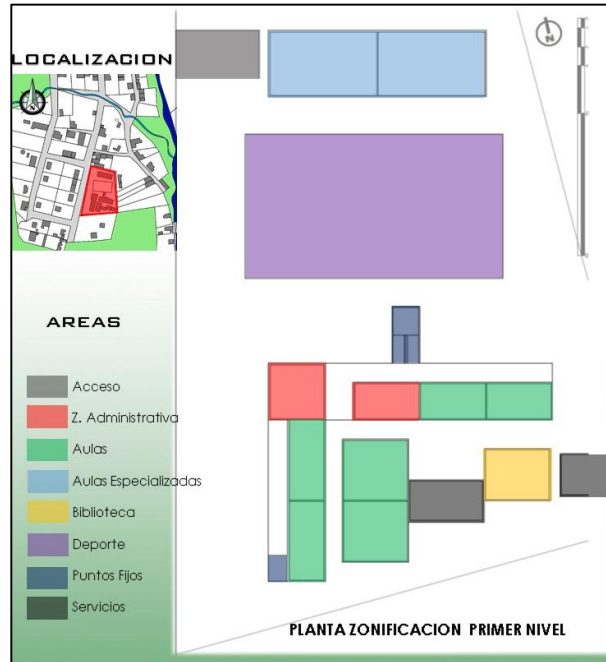 LOCALIZACION
N
N
AREAS
Acceso
Z. Administrativa
Aulas
Aulas Especializadas
Biblioteca
Deporte
Puntos Fijos
Servicios
PLANTA ZONIFICACION PRIMER NIVEL